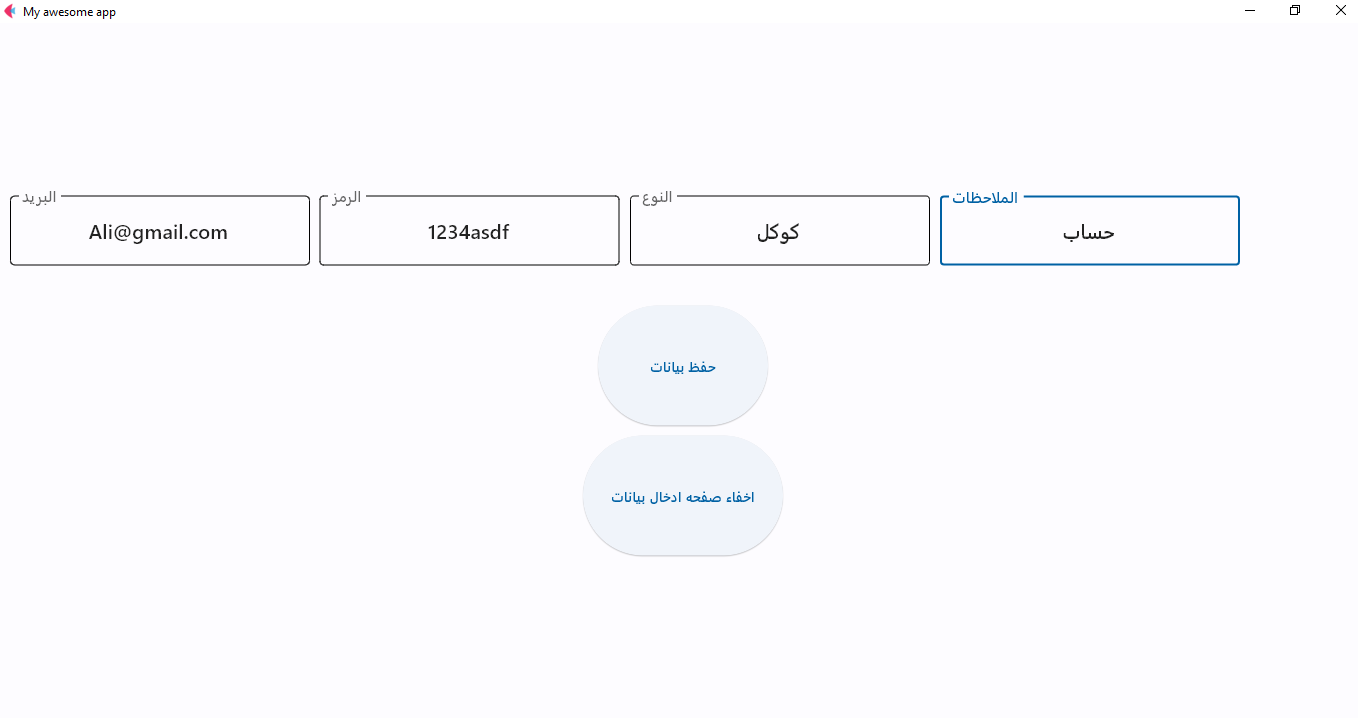 My awesome app
البريد
Ali@gmail.com
الرمز
1234asdf
النوع
كوكل
الملاحظات
حساب
حفظ بيانات
اخفاء صفحه ادخال بيانات